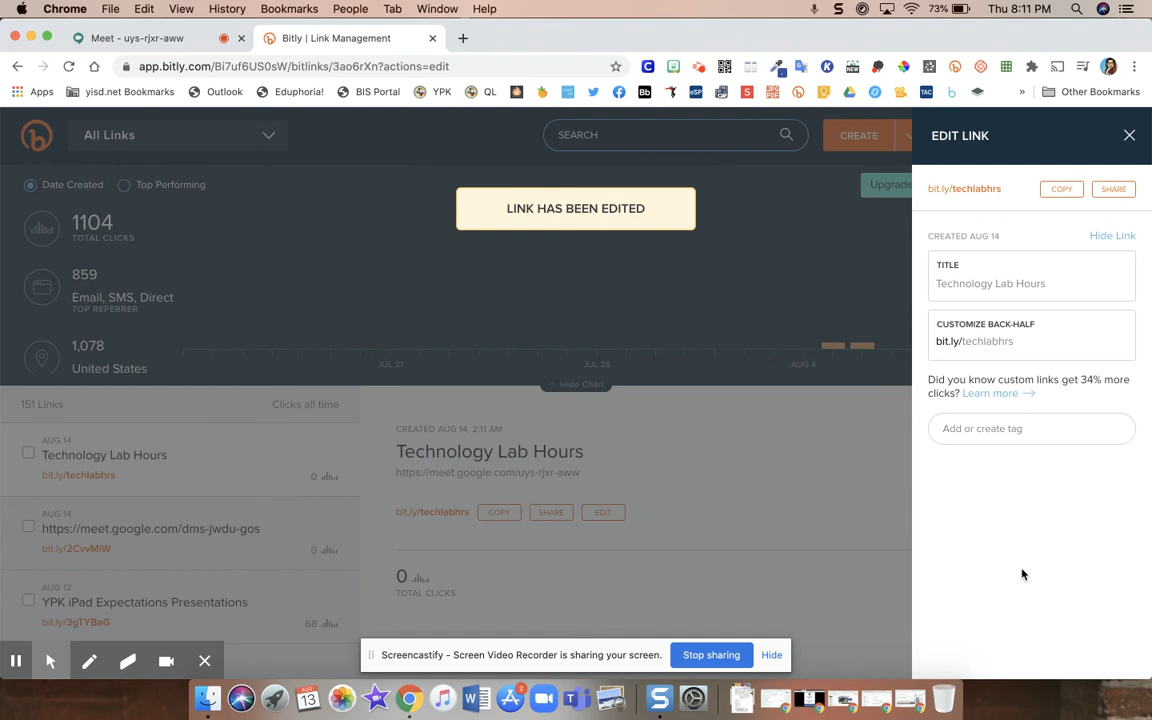 Chrome File Edit View History Bookmarks People Tab Window Help 73% Thu 8:11 PM
Meet - uys-rjxr-aww Bitly | Link Management
app.bitly.com/Bi7uf6US0sW/bitlinks/3ao6rXn?actions=edit
Apps yisd.net Bookmarks Outlook Eduphoria! BIS Portal YPK QL Other Bookmarks
All Links SEARCH CREATE EDIT LINK
Date Created Top Performing Upgrade bit.ly/techlabhrs COPY SHARE
LINK HAS BEEN EDITED
1104
TOTAL CLICKS
CREATED AUG 14 Hide Link
859
Email, SMS, Direct
TOP REFERRER
TITLE
Technology Lab Hours
1,078
United States
JUL 21 JUL 28 AUG 4
CUSTOMIZE BACK-HALF
bit.ly/techlabhrs
Hide Chart
Did you know custom links get 34% more
clicks? Learn more
Add or create tag
151 Links Clicks all time
AUG 14
Technology Lab Hours
bit.ly/techlabhrs 0
AUG 14
https://meet.google.com/dms-jwdu-gos
bit.ly/2CvvMIW 0
AUG 12
YPK iPad Expectations Presentations
bit.ly/3gTYBaG 68
CREATED AUG 14, 2:11 AM
Technology Lab Hours
https://meet.google.com/uys-rjxr-aww
bit.ly/techlabhrs COPY SHARE EDIT
0
TOTAL CLICKS
Screencastify - Screen Video Recorder is sharing your screen. Stop sharing Hide